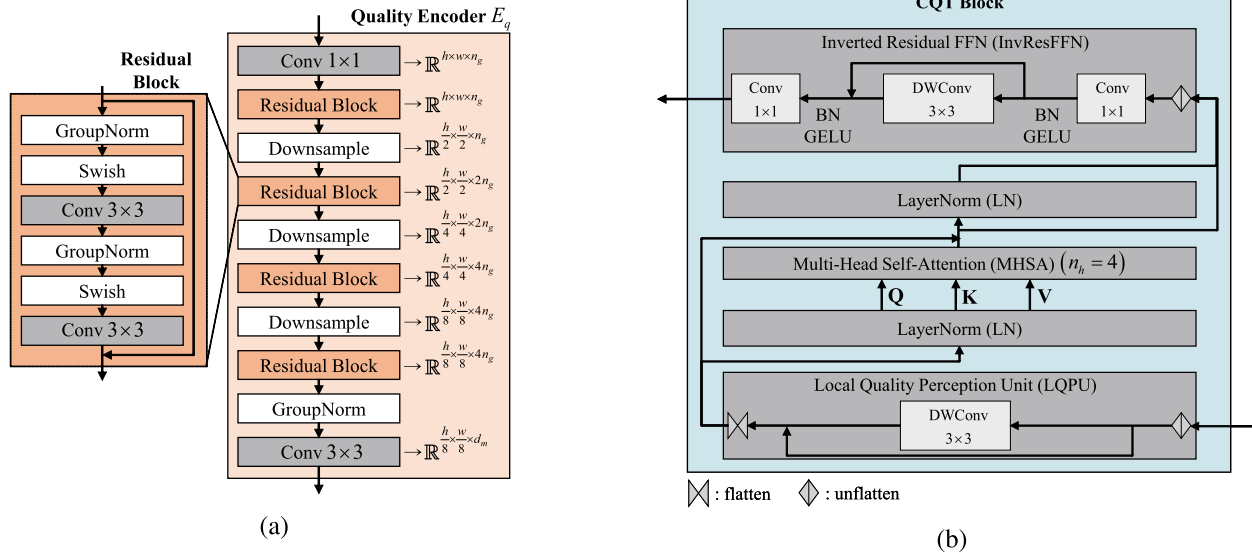 Quality Encoder E_q
Residual
Block
GroupNorm
Swish
Conv 3×3
GroupNorm
Swish
Conv 3×3
Conv 1×1 → ℝ^{h×w×n_g}
Residual Block → ℝ^{h×w×n_g}
Downsample → ℝ^{h/2×w/2×n_g}
Residual Block → ℝ^{h/2×w/2×2n_g}
Downsample → ℝ^{h/4×w/4×2n_g}
Residual Block → ℝ^{h/4×w/4×4n_g}
Downsample → ℝ^{h/8×w/8×4n_g}
Residual Block → ℝ^{h/8×w/8×4n_g}
GroupNorm
Conv 3×3 → ℝ^{h/8×w/8×d_m}
(a)
CQT Block
Inverted Residual FFN (InvResFFN)
Conv
1×1
BN
GELU
DWConv
3×3
BN
GELU
Conv
1×1
LayerNorm (LN)
Multi-Head Self-Attention (MHSA) (n_h = 4)
Q K V
LayerNorm (LN)
Local Quality Perception Unit (LQPU)
DWConv
3×3
: flatten : unflatten
(b)